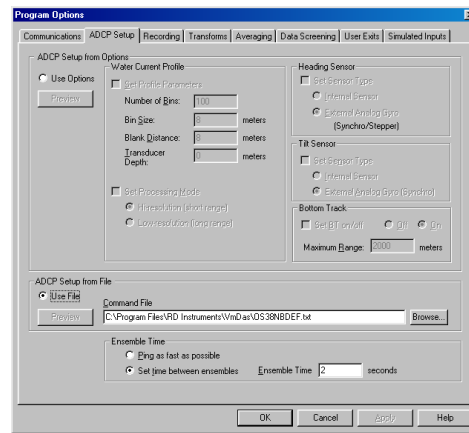 Program Options
Communications ADCP Setup Recording Transforms Averaging Data Screening User Exits Simulated Inputs
ADCP Setup from Options
Use Options
Preview
Water Current Profile
Set Profile Parameters
Number of Bins: 100
Bin Size: 8 meters
Blank Distance: 8 meters
Transducer Depth: 0 meters
Set Processing Mode
Hi-resolution (short range)
Low-resolution (long range)
Heading Sensor
Set Sensor Type
Internal Sensor
External Analog Gyro
(Synchro/Stepper)
Tilt Sensor
Set Sensor Type
Internal Sensor
External Analog Gyro (Synchro)
Bottom Track
Set BT on/off Off On
Maximum Range: 2000 meters
ADCP Setup from File
Use File
Preview
Command File
C:\Program Files\RD Instruments\VmDas\OS38NBDEF.txt Browse...
Ensemble Time
Ping as fast as possible
Set time between ensembles Ensemble Time 2 seconds
OK Cancel Apply Help